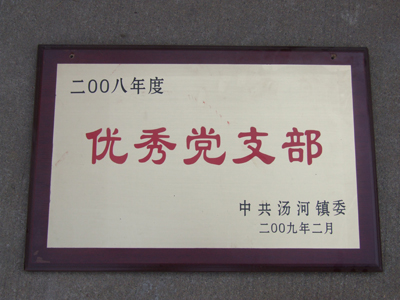 二00八年度
优秀党支部
中共汤河镇委
二00九年二月